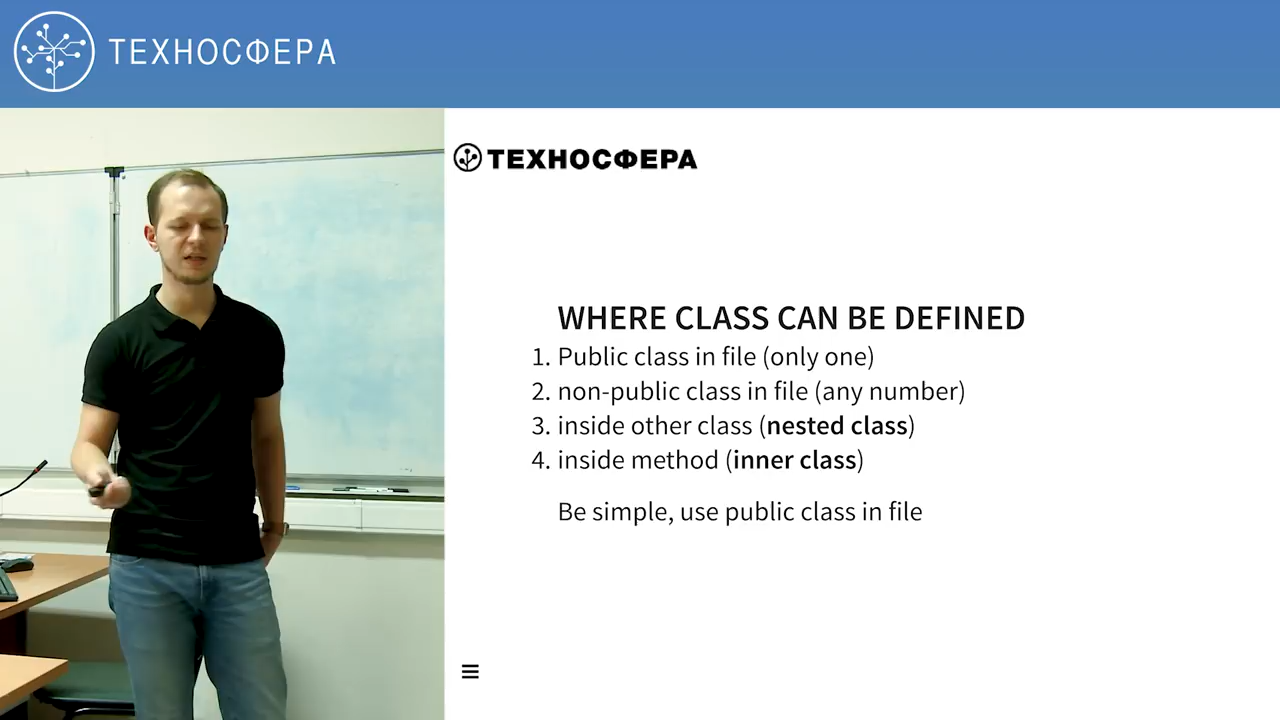 ТЕХНОСФЕРА
ТЕХНОСФЕРА
WHERE CLASS CAN BE DEFINED
1. Public class in file (only one)
2. non-public class in file (any number)
3. inside other class (nested class)
4. inside method (inner class)
Be simple, use public class in file